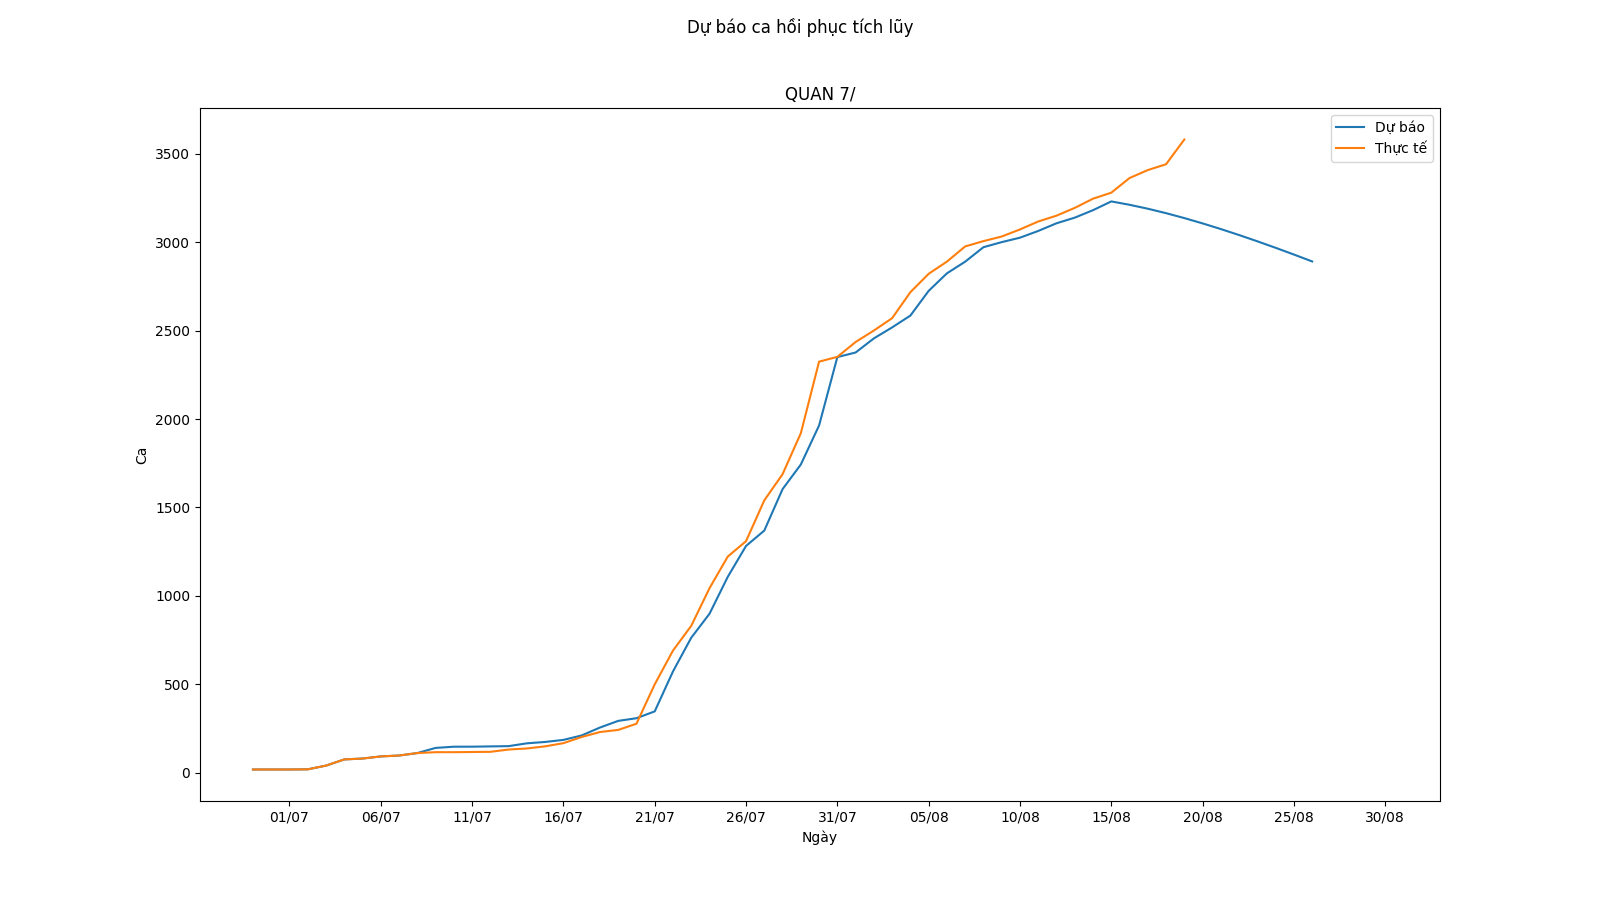 Dự báo ca hồi phục tích lũy
QUAN 7/
Dự báo
Thực tế
3500
3000
2500
2000
1500
1000
500
0
Ca
01/07 06/07 11/07 16/07 21/07 26/07 31/07 05/08 10/08 15/08 20/08 25/08 30/08
Ngày